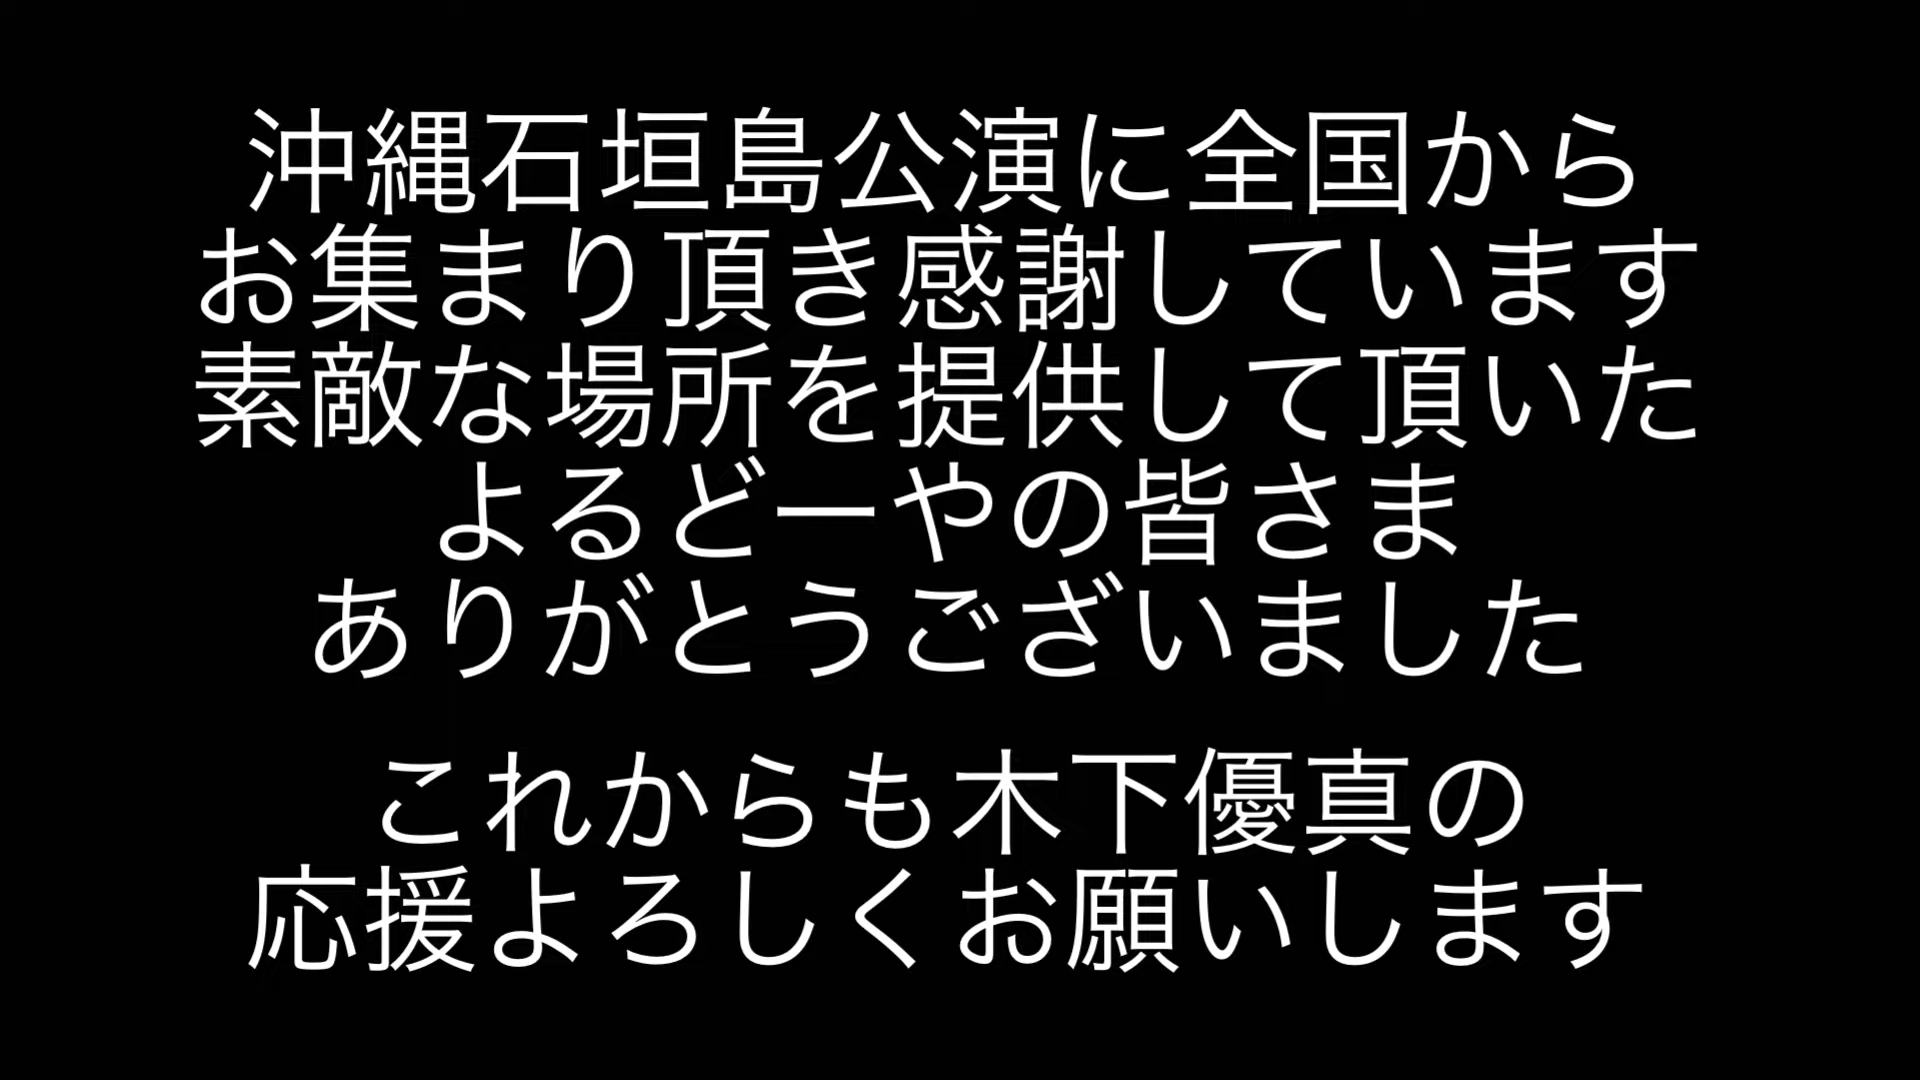 沖縄石垣島公演に全国から
お集まり頂き感謝しています
素敵な場所を提供して頂いた
よるどーやの皆さま
ありがとうございました
これからも木下優真の
応援よろしくお願いします